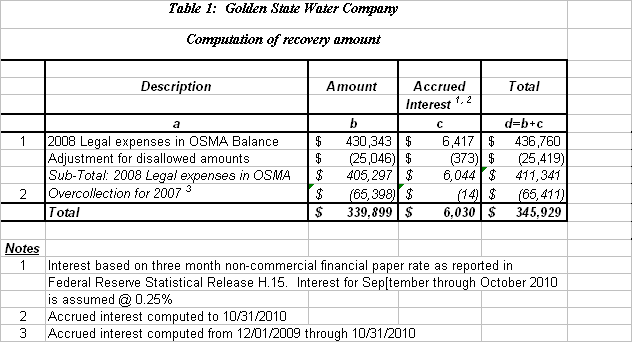 Table 1: Golden State Water Company
Computation of recovery amount
Description Amount Accrued Interest 1, 2 Total
a b c d=b+c
1 2008 Legal expenses in OSMA Balance $ 430,343 $ 6,417 $ 436,760
Adjustment for disallowed amounts $ (25,046) $ (373) $ (25,419)
Sub-Total: 2008 Legal expenses in OSMA $ 405,297 $ 6,044 $ 411,341
2 Overcollection for 2007 3 $ (65,398) $ (14) $ (65,411)
Total $ 339,899 $ 6,030 $ 345,929
Notes
1 Interest based on three month non-commercial financial paper rate as reported in
Federal Reserve Statistical Release H.15. Interest for Sep[tember through October 2010
is assumed @ 0.25%
2 Accrued interest computed to 10/31/2010
3 Accrued interest computed from 12/01/2009 through 10/31/2010